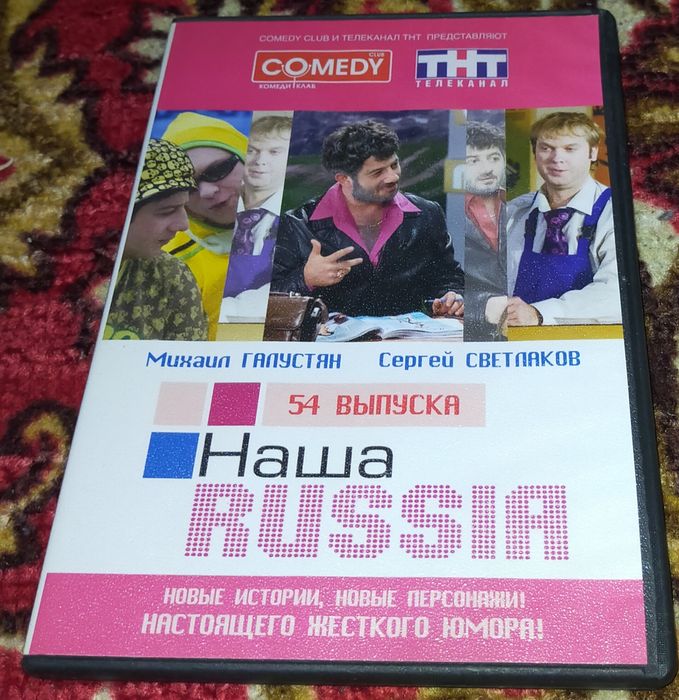 COMEDY CLUB И ТЕЛЕКАНАЛ ТНТ ПРЕДСТАВЛЯЮТ
CLUB
COMEDY
КОМЕДИ КЛАБ
ТНТ
ТЕЛЕКАНАЛ
Михаил ГАЛУСТЯН Сергей СВЕТЛАКОВ
54 ВЫПУСКА
Наша
RUSSIA
НОВЫЕ ИСТОРИИ, НОВЫЕ ПЕРСОНАЖИ!
НАСТОЯЩЕГО ЖЕСТКОГО ЮМОРА!